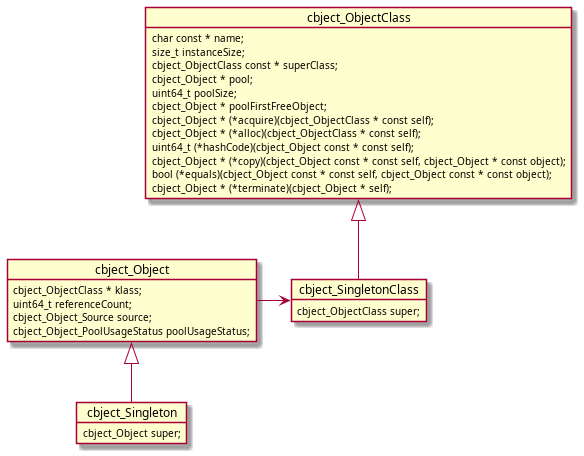 cbject_ObjectClass
char const * name;
size_t instanceSize;
cbject_ObjectClass const * superClass;
cbject_Object * pool;
uint64_t poolSize;
cbject_Object * poolFirstFreeObject;
cbject_Object * (*acquire)(cbject_ObjectClass * const self);
cbject_Object * (*alloc)(cbject_ObjectClass * const self);
uint64_t (*hashCode)(cbject_Object const * const self);
cbject_Object * (*copy)(cbject_Object const * const self, cbject_Object * const object);
bool (*equals)(cbject_Object const * const self, cbject_Object const * const object);
cbject_Object * (*terminate)(cbject_Object * self);
cbject_Object
cbject_ObjectClass * klass;
uint64_t referenceCount;
cbject_Object_Source source;
cbject_Object_PoolUsageStatus poolUsageStatus;
cbject_SingletonClass
cbject_ObjectClass super;
cbject_Singleton
cbject_Object super;